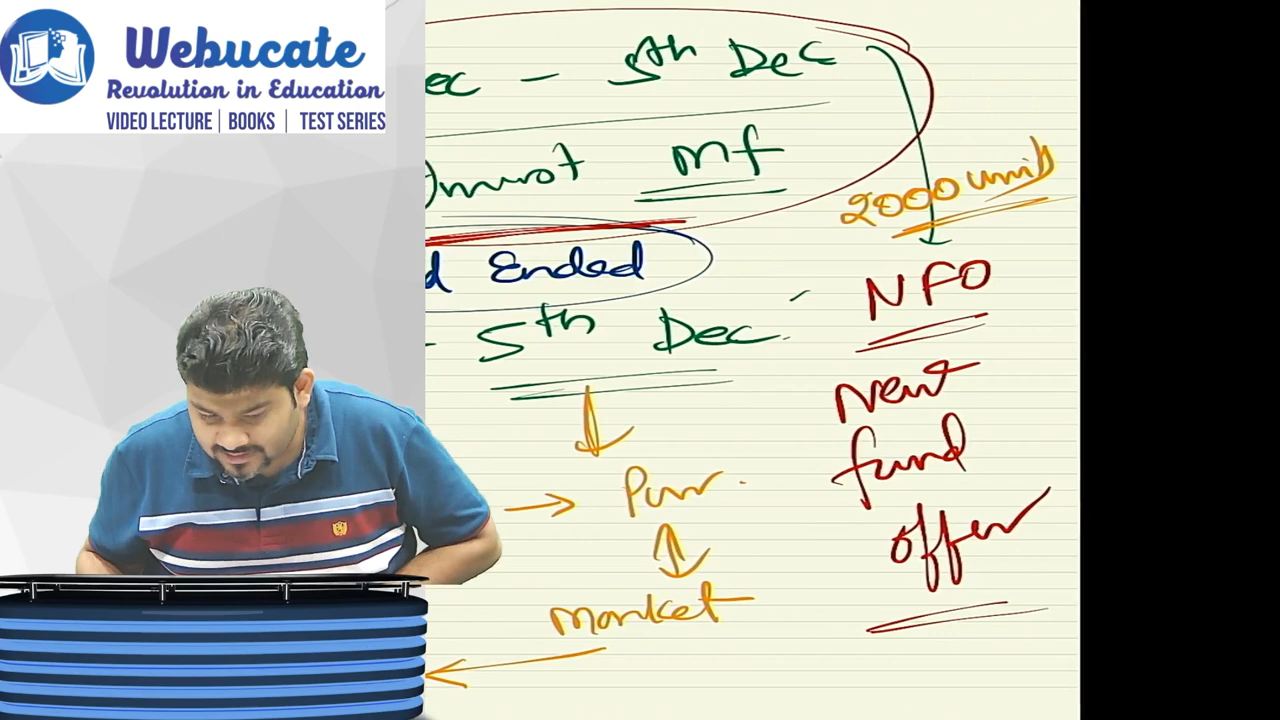 Webucate
Revolution in Education
VIDEO LECTURE | BOOKS | TEST SERIES
ec - 5th Dec
mf
2000 units
d Ended
NFO
5th Dec.
New
fund
offer
Purr.
Market